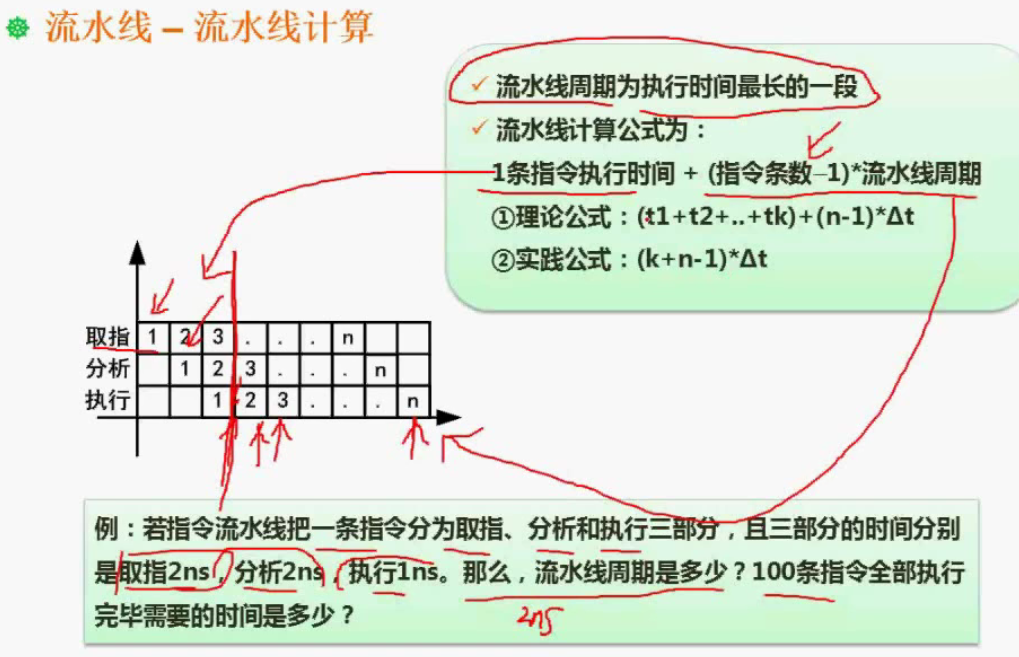 流水线 – 流水线计算
✓ 流水线周期为执行时间最长的一段
✓ 流水线计算公式为：
1条指令执行时间 + (指令条数-1)*流水线周期
①理论公式：(t1+t2+..+tk)+(n-1)*Δt
②实践公式：(k+n-1)*Δt
取指 1 2 3 . . . n
分析 1 2 3 . . . n
执行 1 2 3 . . . n
例：若指令流水线把一条指令分为取指、分析和执行三部分，且三部分的时间分别
是取指2ns，分析2ns，执行1ns。那么，流水线周期是多少？100条指令全部执行
完毕需要的时间是多少？
2ns